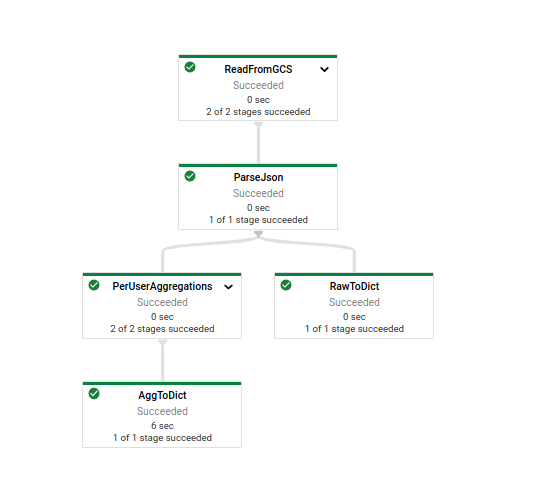 ReadFromGCS
Succeeded
0 sec
2 of 2 stages succeeded
ParseJson
Succeeded
0 sec
1 of 1 stage succeeded
PerUserAggregations
Succeeded
0 sec
2 of 2 stages succeeded
RawToDict
Succeeded
0 sec
1 of 1 stage succeeded
AggToDict
Succeeded
6 sec
1 of 1 stage succeeded